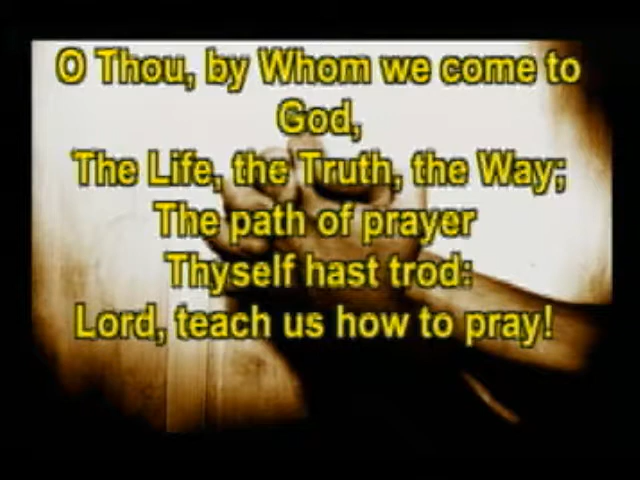 O Thou, by Whom we come to
God,
The Life, the Truth, the Way;
The path of prayer
Thyself hast trod:
Lord, teach us how to pray!